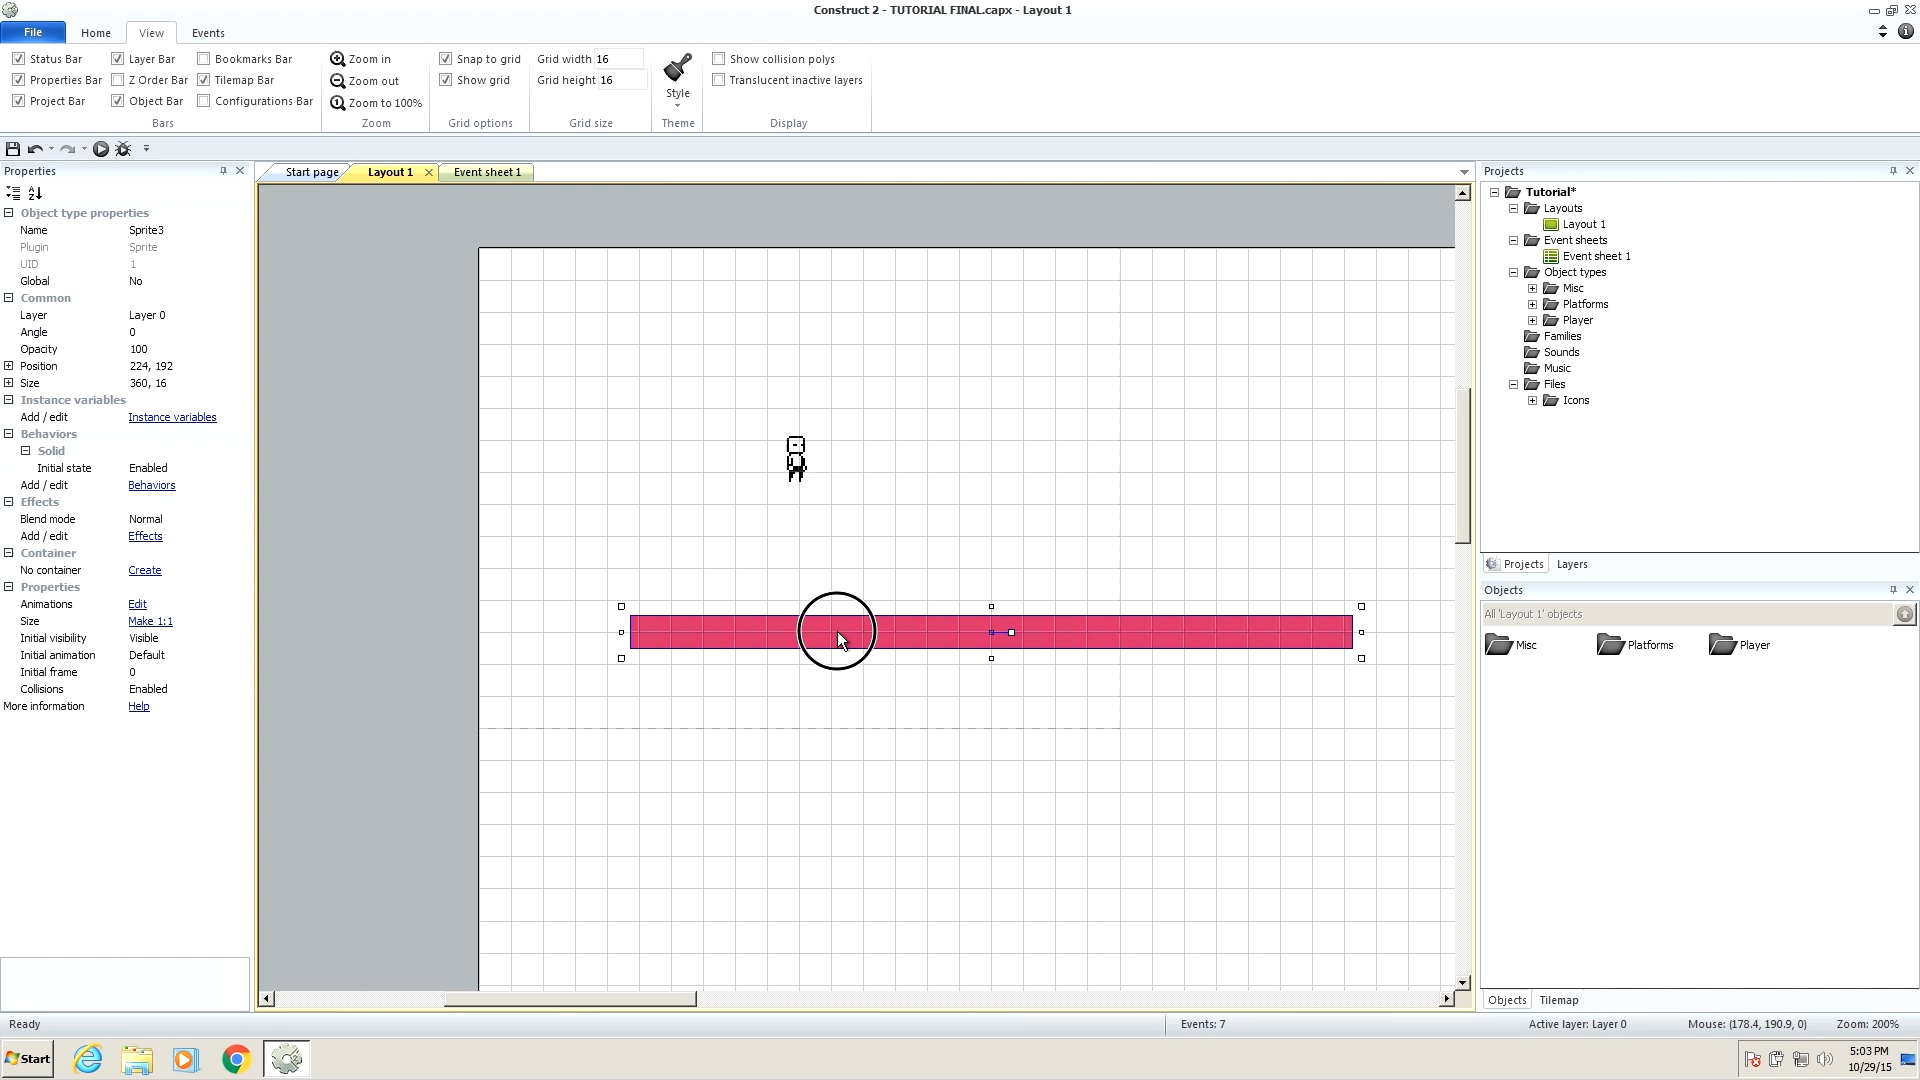 Construct 2 - TUTORIAL FINAL.capx - Layout 1
File Home View Events
Status Bar Layer Bar Bookmarks Bar Zoom in Snap to grid Grid width 16 Show collision polys
Properties Bar Z Order Bar Tilemap Bar Zoom out Show grid Grid height 16 Translucent inactive layers
Project Bar Object Bar Configurations Bar Zoom to 100% Style
Bars Zoom Grid options Grid size Theme Display
Properties
Start page Layout 1 Event sheet 1
Object type properties
Name Sprite3
Plugin Sprite
UID 1
Global No
Common
Layer Layer 0
Angle 0
Opacity 100
Position 224, 192
Size 360, 16
Instance variables
Add / edit Instance variables
Behaviors
Solid
Initial state Enabled
Add / edit Behaviors
Effects
Blend mode Normal
Add / edit Effects
Container
No container Create
Properties
Animations Edit
Size Make 1:1
Initial visibility Visible
Initial animation Default
Initial frame 0
Collisions Enabled
More information Help
Projects
Tutorial*
Layouts
Layout 1
Event sheets
Event sheet 1
Object types
Misc
Platforms
Player
Families
Sounds
Music
Files
Icons
Projects Layers
Objects
All 'Layout 1' objects
Misc Platforms Player
Objects Tilemap
Ready Events: 7 Active layer: Layer 0 Mouse: (178.4, 190.9, 0) Zoom: 200%
Start
5:03 PM
10/29/15